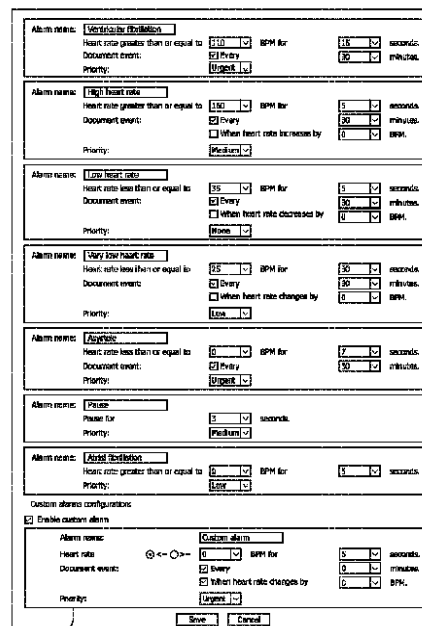 Alarm name: Ventricular fibrillation
Heart rate greater than or equal to BPM for 15 seconds.
Document event: Every 30 minutes.
Priority: Urgent
Alarm name: High heart rate
Heart rate greater than or equal to 160 BPM for 5 seconds.
Document event: Every 30 minutes.
When heart rate increases by 0 BPM.
Priority: Medium
Alarm name: Low heart rate
Heart rate less than or equal to 35 BPM for 5 seconds.
Document event: Every 30 minutes.
When heart rate decreases by 0 BPM.
Priority: None
Alarm name: Very low heart rate
Heart rate less than or equal to 25 BPM for 30 seconds.
Document event: Every 30 minutes.
When heart rate changes by 0 BPM.
Priority: Low
Alarm name: Asystole
Heart rate less than or equal to 0 BPM for 7 seconds.
Document event: Every 30 minutes.
Priority: Urgent
Alarm name: Pause
Pause for 3 seconds.
Priority: Medium
Alarm name: Atrial fibrillation
Heart rate greater than or equal to 0 BPM for 5 seconds.
Priority: Low
Custom alarms configurations
Enable custom alarm
Alarm name: Custom alarm
Heart rate <= >= 0 BPM for 5 seconds.
Document event: Every 0 minutes.
When heart rate changes by 0 BPM.
Priority: Urgent
Save Cancel